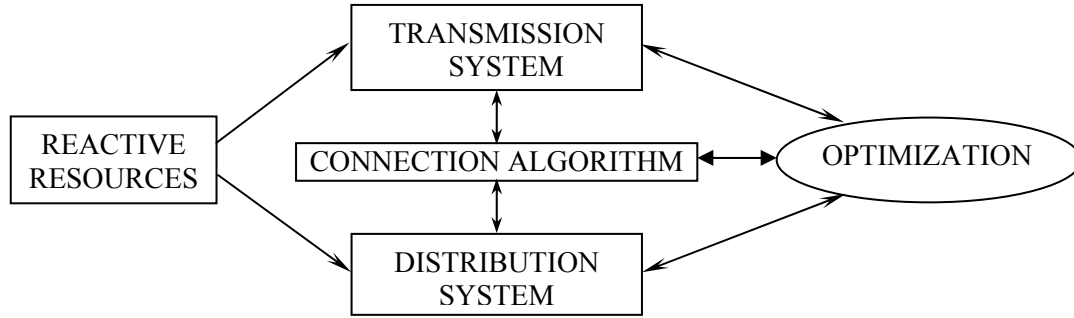 TRANSMISSION
SYSTEM
REACTIVE
RESOURCES
CONNECTION ALGORITHM
OPTIMIZATION
DISTRIBUTION
SYSTEM